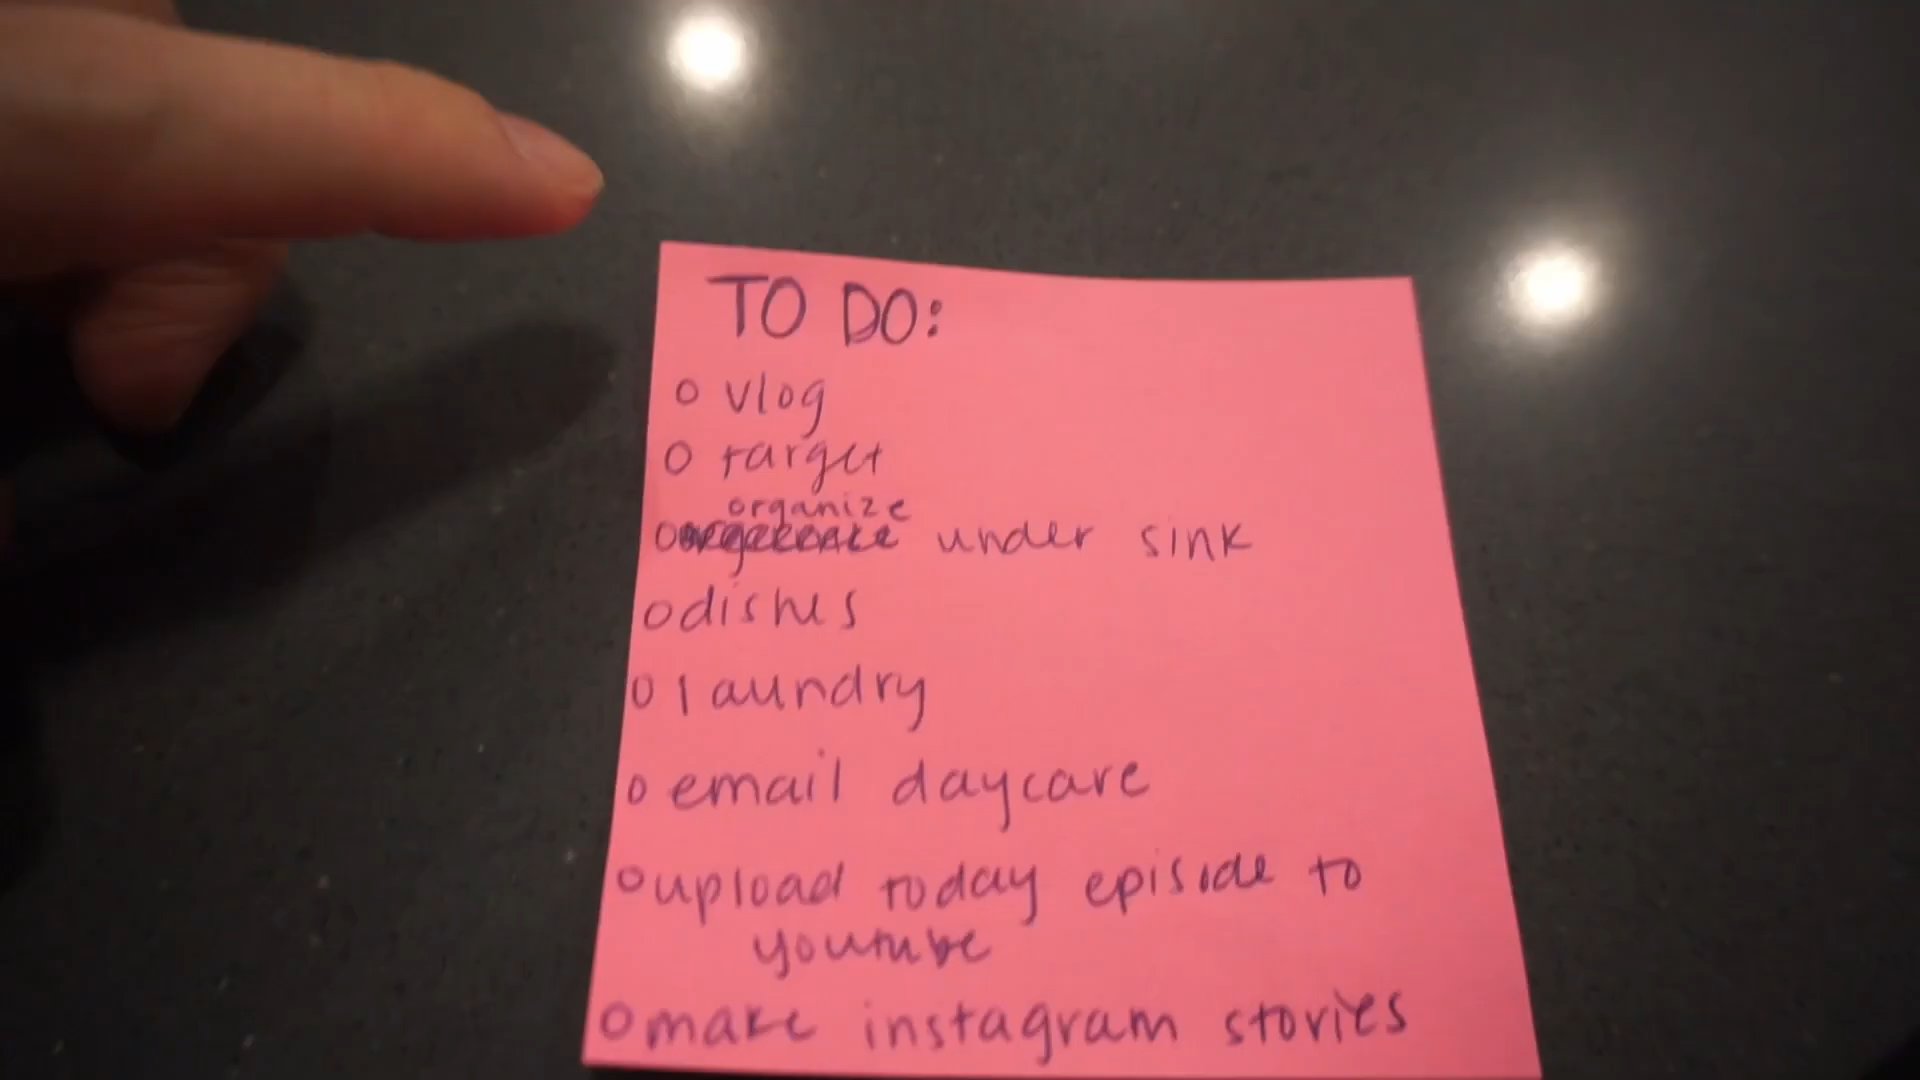 TO DO:
o vlog
o target
organize
o under sink
o dishes
o laundry
o email daycare
o upload today episode to
youtube
o make instagram stories